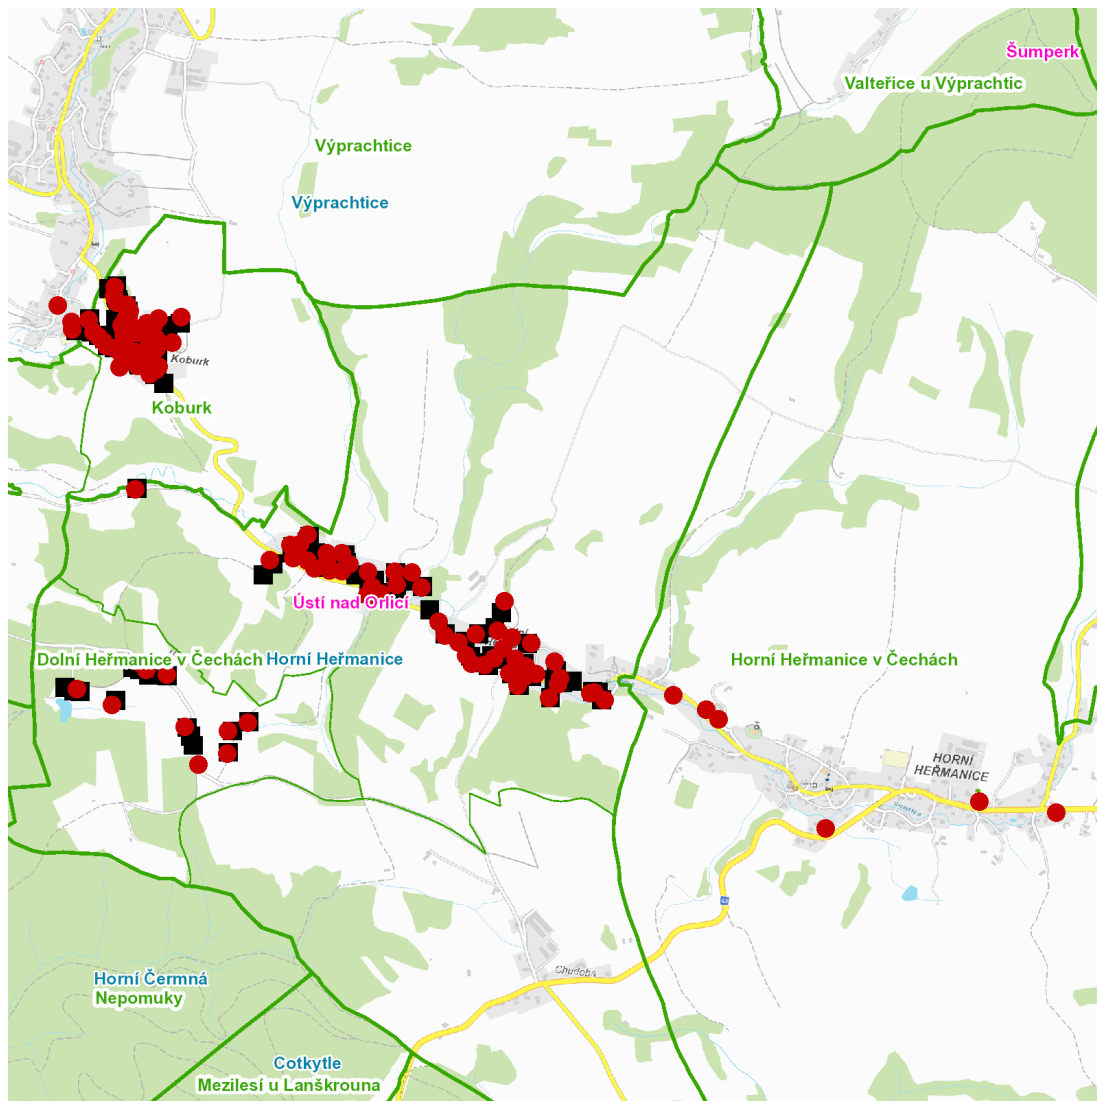 Šumperk
Valteřice u Výprachtic
Výprachtice
Výprachtice
Koburk
Koburk
Ústí nad Orlicí
Dolní Heřmanice v Čechách
Horní Heřmanice
Horní Heřmanice v Čechách
HORNÍ
HEŘMANICE
Chudoba
Horní Čermná
Nepomuky
Cotkytle
Mezilesí u Lanškrouna